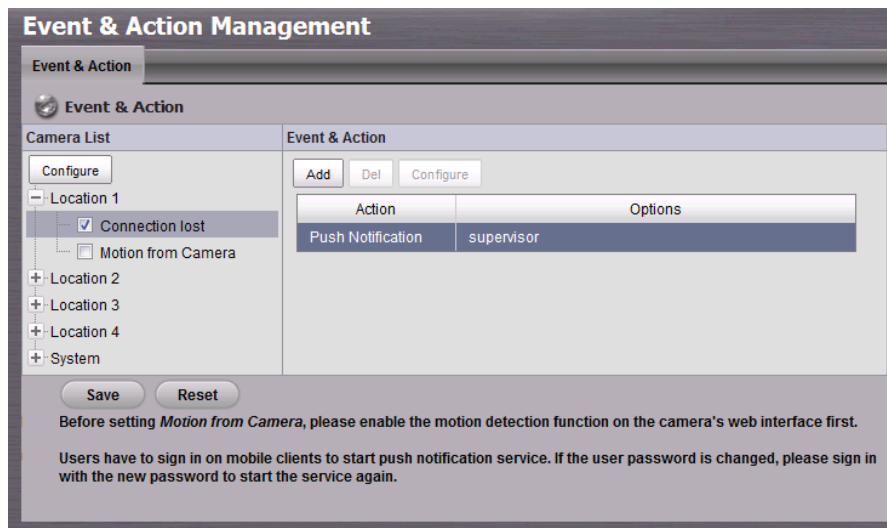 Event & Action Management
Event & Action
Event & Action
Camera List
Event & Action
Configure
Location 1
Connection lost
Motion from Camera
Location 2
Location 3
Location 4
System
Add Del Configure
Action Options
Push Notification supervisor
Save Reset
Before setting Motion from Camera, please enable the motion detection function on the camera's web interface first.
Users have to sign in on mobile clients to start push notification service. If the user password is changed, please sign in
with the new password to start the service again.